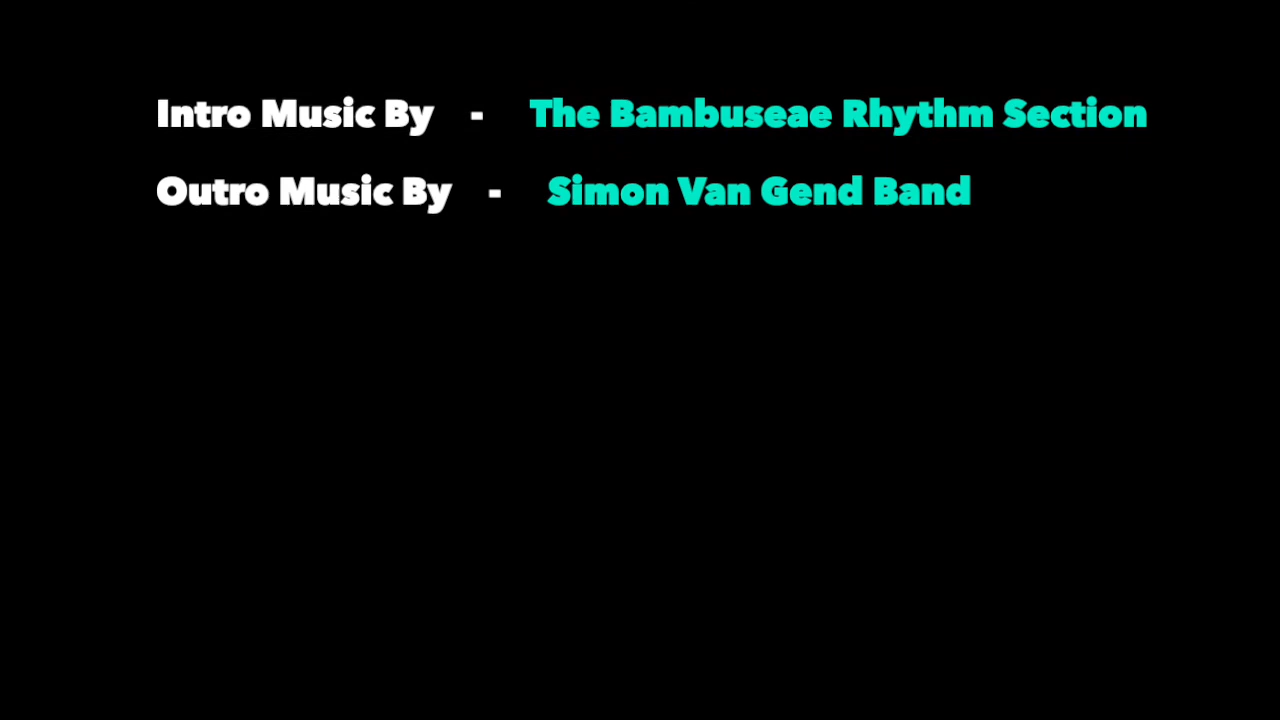 Intro Music By - The Bambuseae Rhythm Section
Outro Music By - Simon Van Gend Band